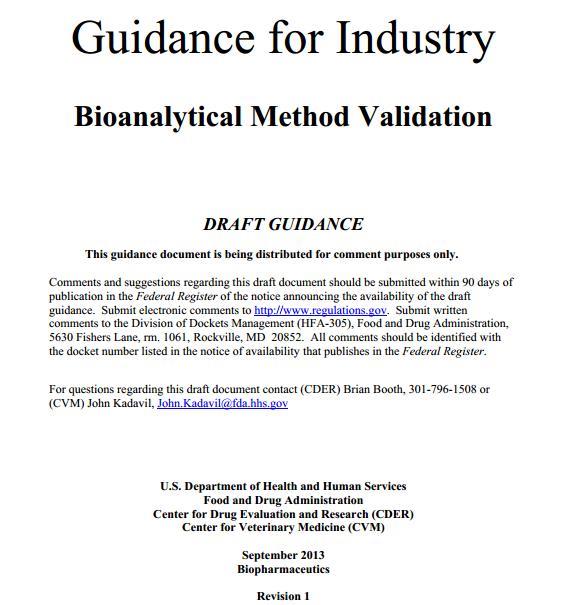 Guidance for Industry
Bioanalytical Method Validation
DRAFT GUIDANCE
This guidance document is being distributed for comment purposes only.
Comments and suggestions regarding this draft document should be submitted within 90 days of
publication in the Federal Register of the notice announcing the availability of the draft
guidance.  Submit electronic comments to http://www.regulations.gov.  Submit written
comments to the Division of Dockets Management (HFA-305), Food and Drug Administration,
5630 Fishers Lane, rm. 1061, Rockville, MD  20852.  All comments should be identified with
the docket number listed in the notice of availability that publishes in the Federal Register.
For questions regarding this draft document contact (CDER) Brian Booth, 301-796-1508 or
(CVM) John Kadavil, John.Kadavil@fda.hhs.gov
U.S. Department of Health and Human Services
Food and Drug Administration
Center for Drug Evaluation and Research (CDER)
Center for Veterinary Medicine (CVM)
September 2013
Biopharmaceutics
Revision 1